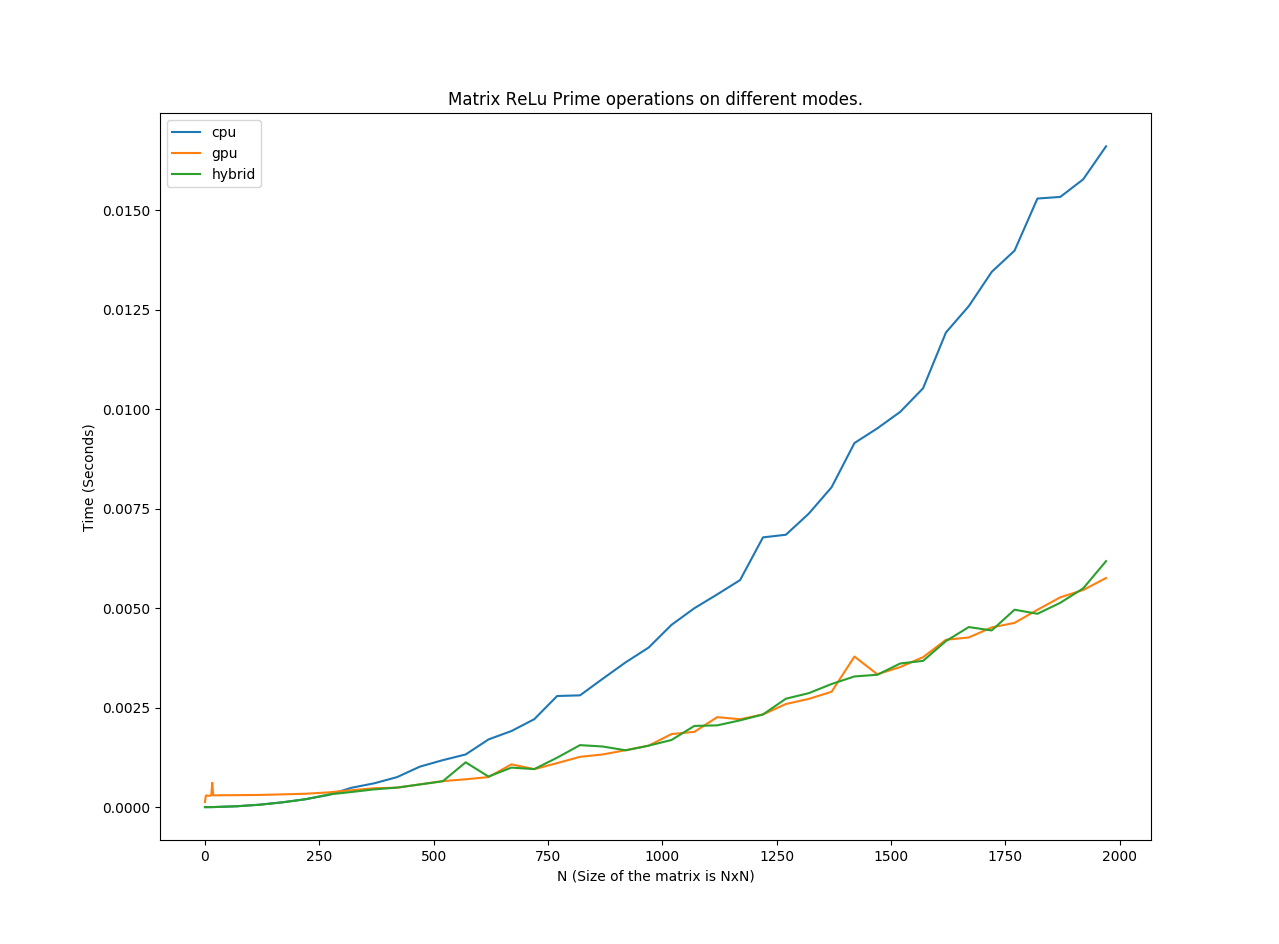 Matrix ReLu Prime operations on different modes.
cpu
gpu
hybrid
0.0150
0.0125
0.0100
0.0075
0.0050
0.0025
0.0000
Time (Seconds)
0 250 500 750 1000 1250 1500 1750 2000
N (Size of the matrix is NxN)